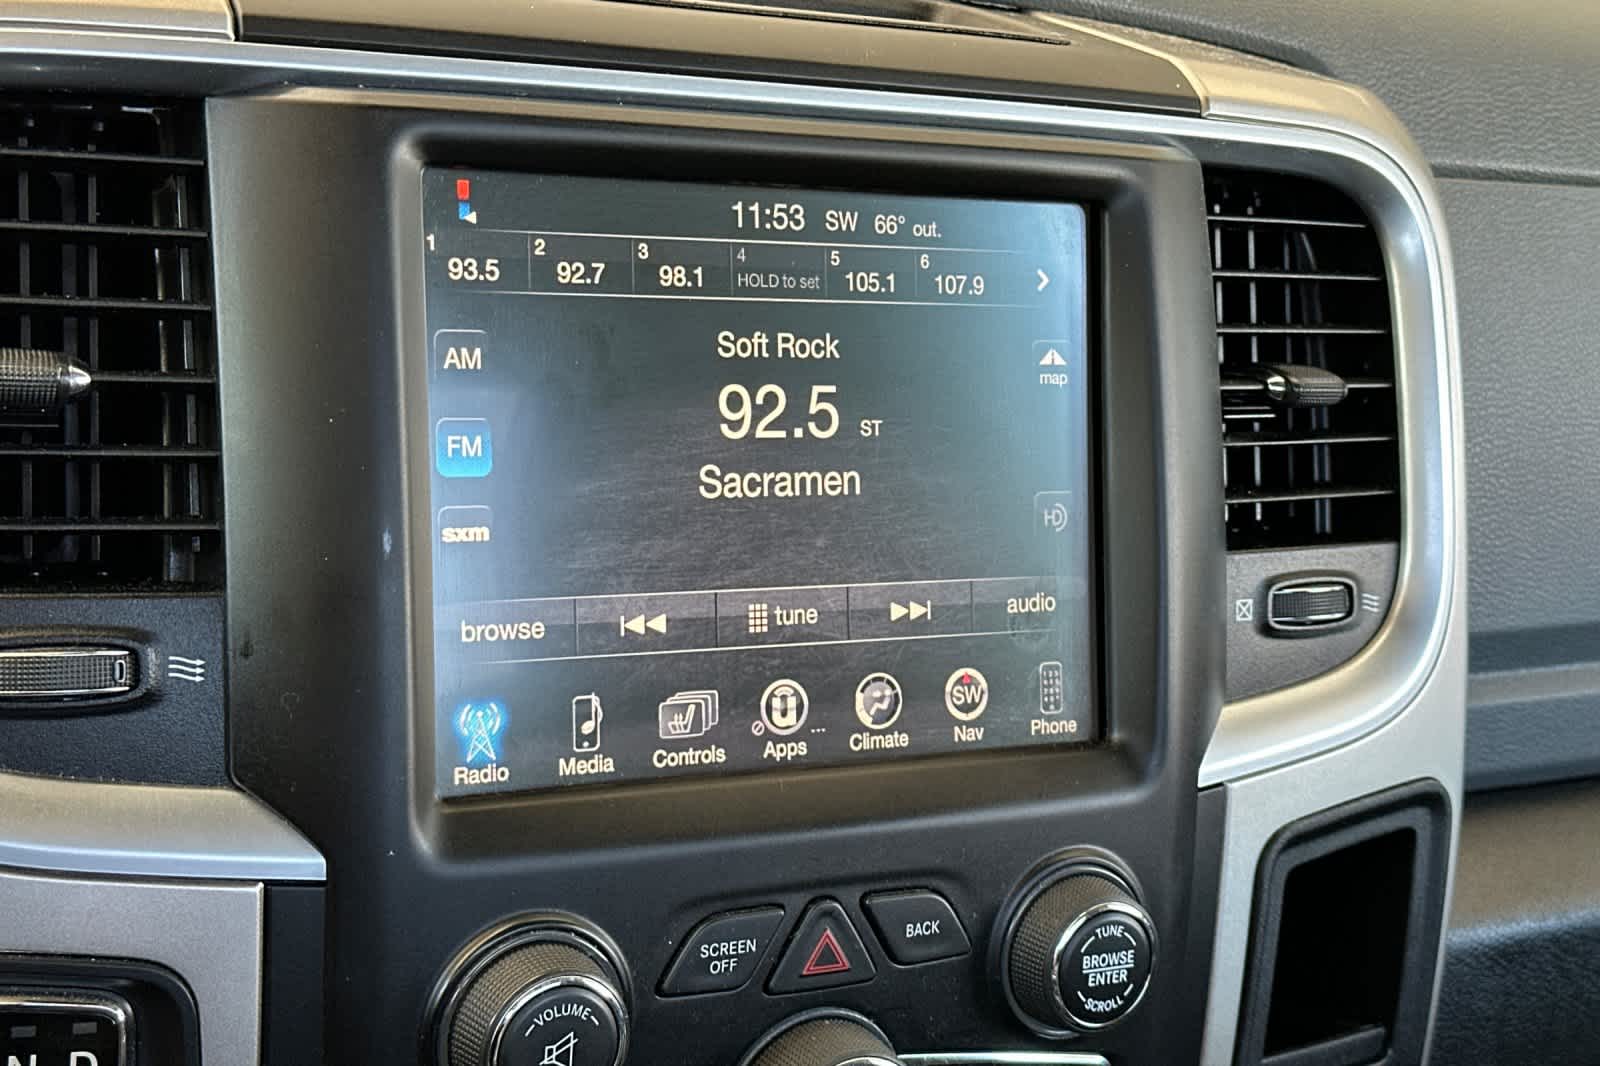 11:53 SW 66° out.
1 93.5 2 92.7 3 98.1 4 HOLD to set 5 105.1 6 107.9
Soft Rock
AM
map
92.5 ST
FM
Sacramen
HD
sxm
browse tune audio
Radio Media Controls Apps ... Climate SW Nav Phone
SCREEN OFF
BACK
TUNE
BROWSE
ENTER
SCROLL
VOLUME
N D